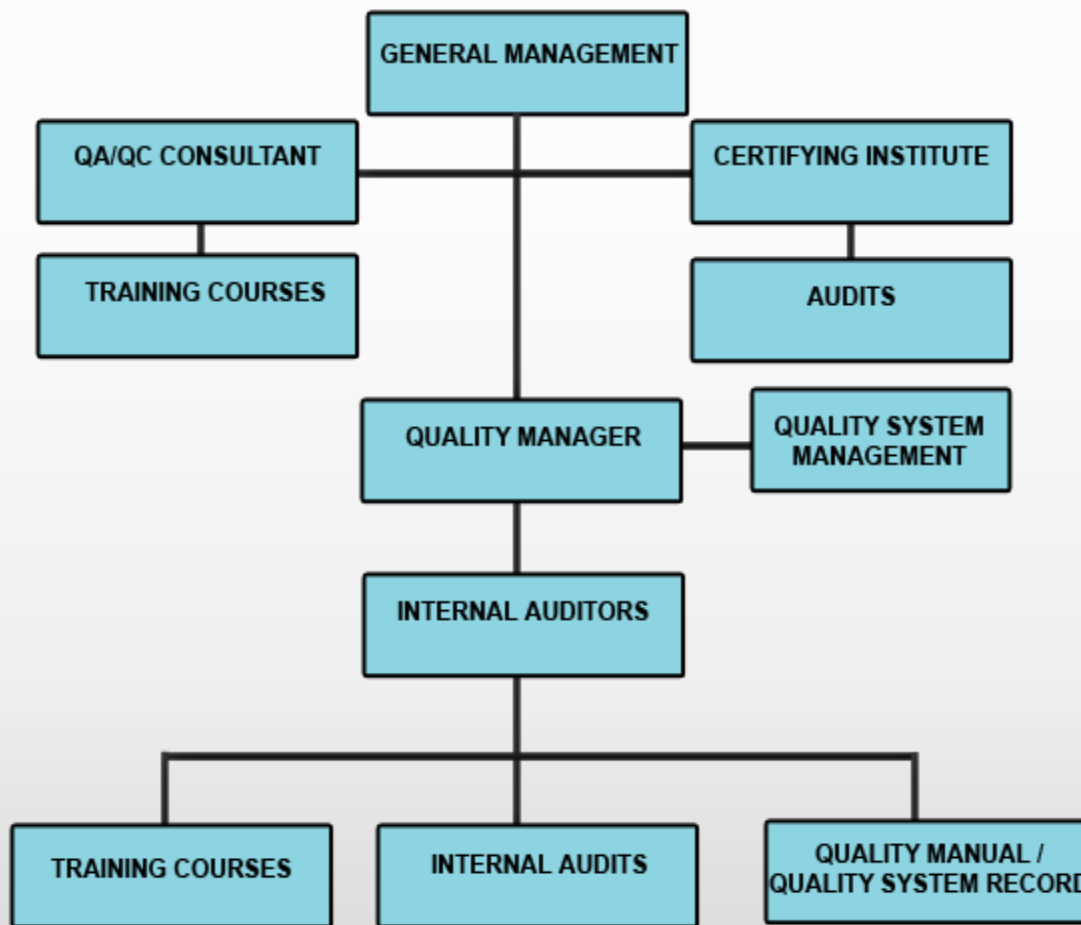 GENERAL MANAGEMENT
QA/QC CONSULTANT
CERTIFYING INSTITUTE
TRAINING COURSES
AUDITS
QUALITY MANAGER
QUALITY SYSTEM
MANAGEMENT
INTERNAL AUDITORS
TRAINING COURSES
INTERNAL AUDITS
QUALITY MANUAL /
QUALITY SYSTEM RECORD